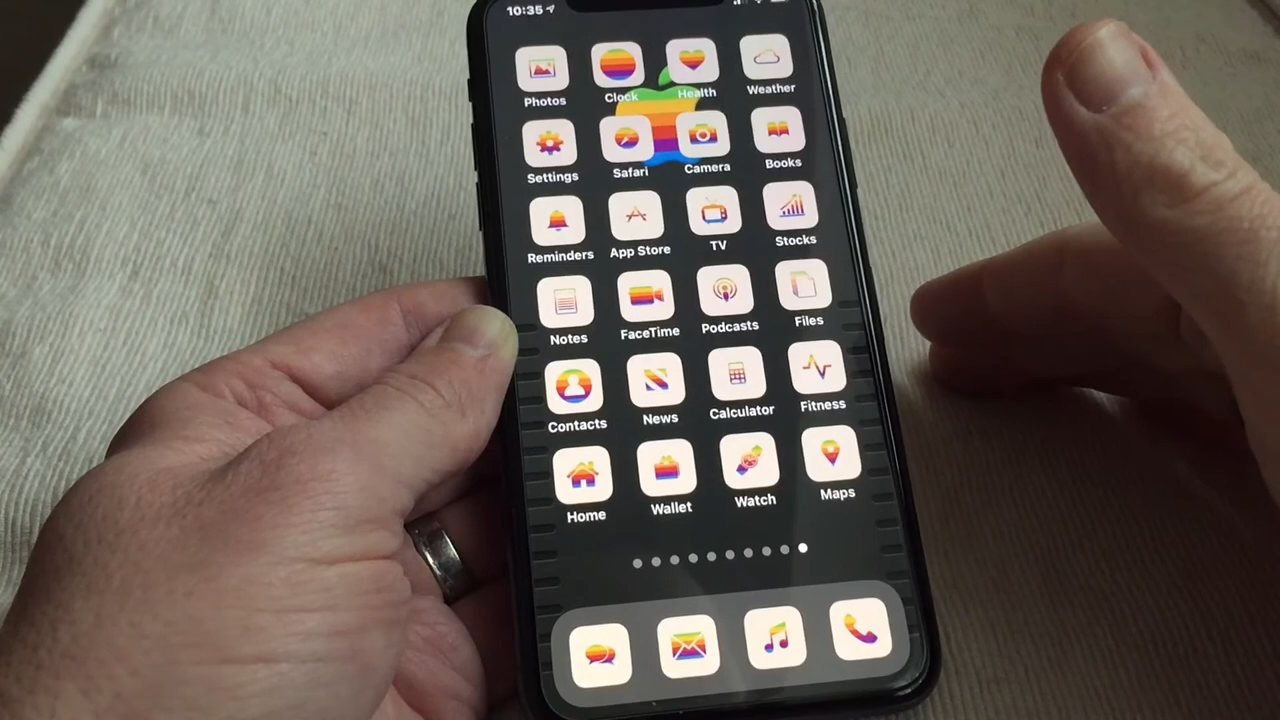 10:35
Photos Clock Health Weather
Settings Safari Camera Books
Reminders App Store TV Stocks
Notes FaceTime Podcasts Files
Contacts News Calculator Fitness
Home Wallet Watch Maps